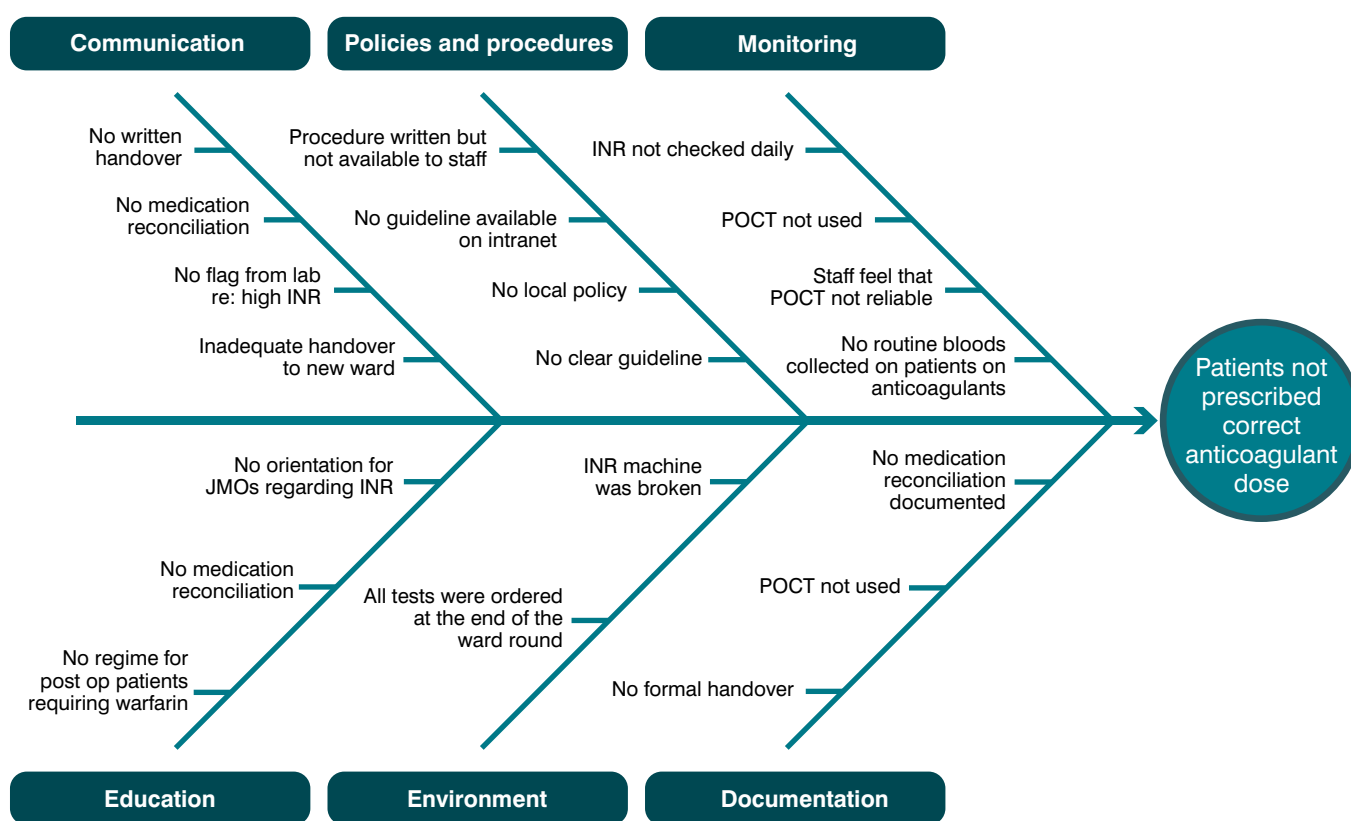 Communication
Policies and procedures
Monitoring
No written
handover
No medication
reconciliation
No flag from lab
re: high INR
Inadequate handover
to new ward
Procedure written but
not available to staff
No guideline available
on intranet
No local policy
No clear guideline
INR not checked daily
POCT not used
Staff feel that
POCT not reliable
No routine bloods
collected on patients on
anticoagulants
Patients not
prescribed
correct
anticoagulant
dose
No orientation for
JMOs regarding INR
No medication
reconciliation
No regime for
post op patients
requiring warfarin
INR machine
was broken
All tests were ordered
at the end of the
ward round
No medication
reconciliation
documented
POCT not used
No formal handover
Education
Environment
Documentation